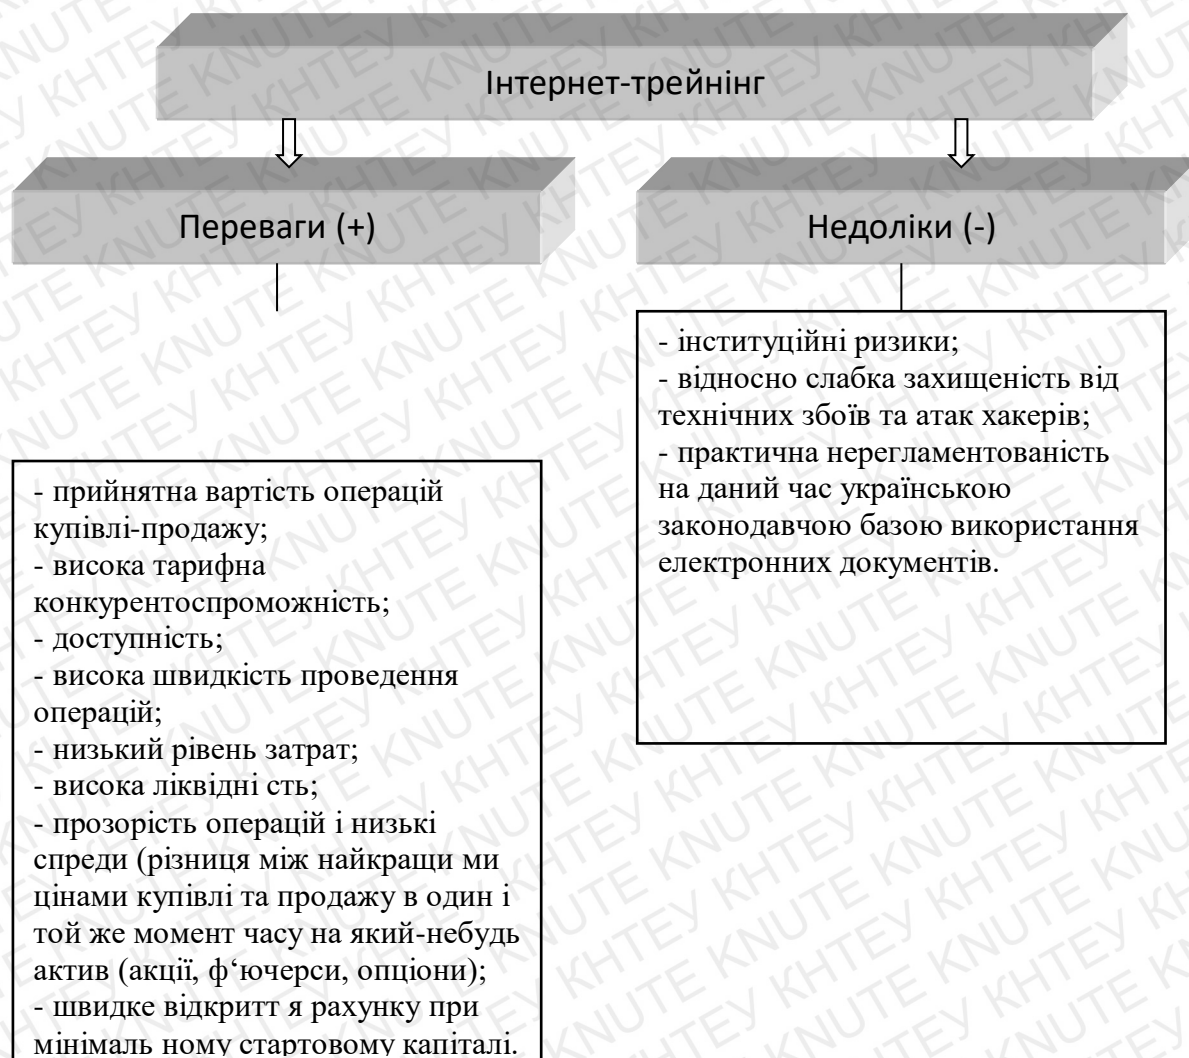 Інтернет-трейнінг
Переваги (+)
Недоліки (-)
- прийнятна вартість операцій
купівлі-продажу;
- висока тарифна
конкурентоспроможність;
- доступність;
- висока швидкість проведення
операцій;
- низький рівень затрат;
- висока ліквідні сть;
- прозорість операцій і низькі
спреди (різниця між найкращи ми
цінами купівлі та продажу в один і
той же момент часу на який-небудь
актив (акції, ф‘ючерси, опціони);
- швидке відкритт я рахунку при
мінімаль ному стартовому капіталі.
- інституційні ризики;
- відносно слабка захищеність від
технічних збоїв та атак хакерів;
- практична нерегламентованість
на даний час українською
законодавчою базою використання
електронних документів.
KNUTE КНТЕУ